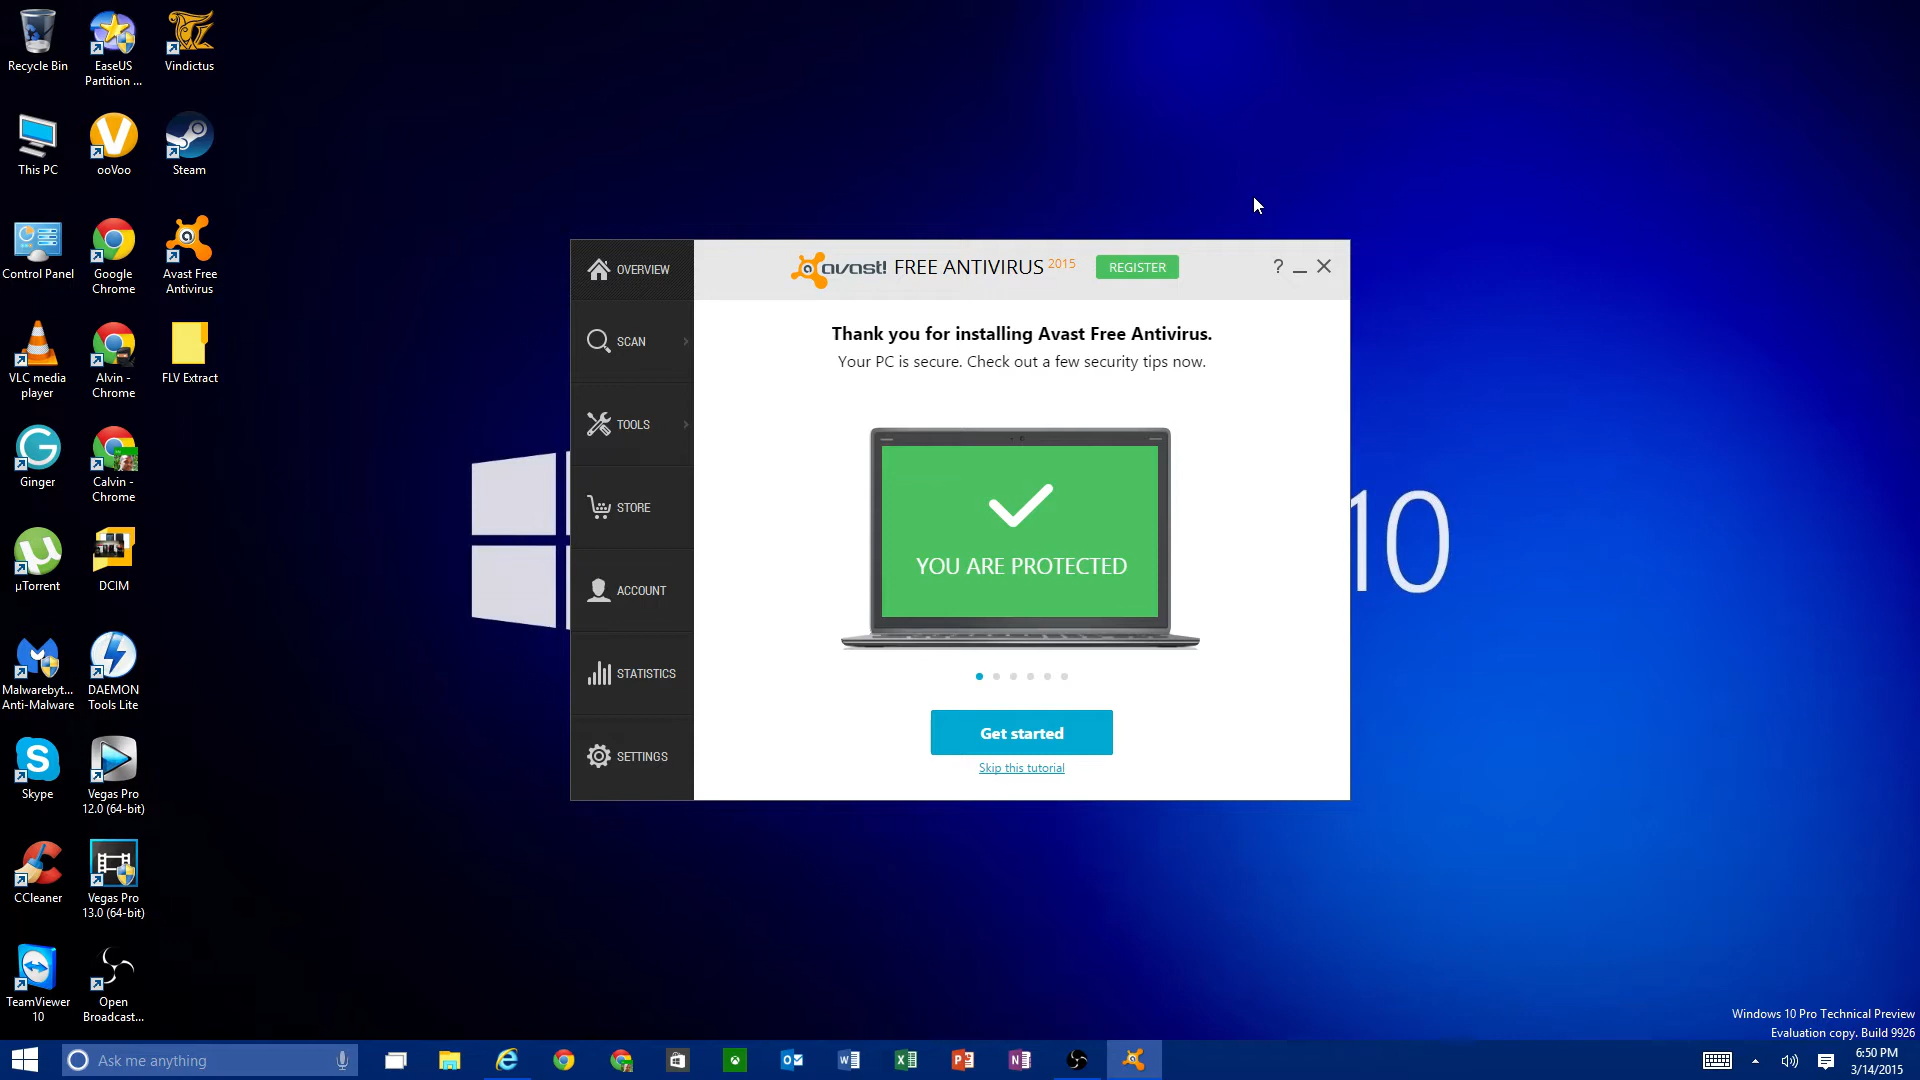 Recycle Bin
EaseUS
Partition ...
Vindictus
This PC
ooVoo
Steam
Control Panel
Google
Chrome
Avast Free
Antivirus
VLC media
player
Alvin -
Chrome
FLV Extract
Ginger
Calvin -
Chrome
µTorrent
DCIM
Malwarebyt...
Anti-Malware
DAEMON
Tools Lite
Skype
Vegas Pro
12.0 (64-bit)
CCleaner
Vegas Pro
13.0 (64-bit)
TeamViewer
10
Open
Broadcast...
OVERVIEW
SCAN
TOOLS
STORE
ACCOUNT
STATISTICS
SETTINGS
avast! FREE ANTIVIRUS 2015 REGISTER ?
Thank you for installing Avast Free Antivirus.
Your PC is secure. Check out a few security tips now.
YOU ARE PROTECTED
Get started
Skip this tutorial
10
Windows 10 Pro Technical Preview
Evaluation copy. Build 9926
Ask me anything
6:50 PM
3/14/2015